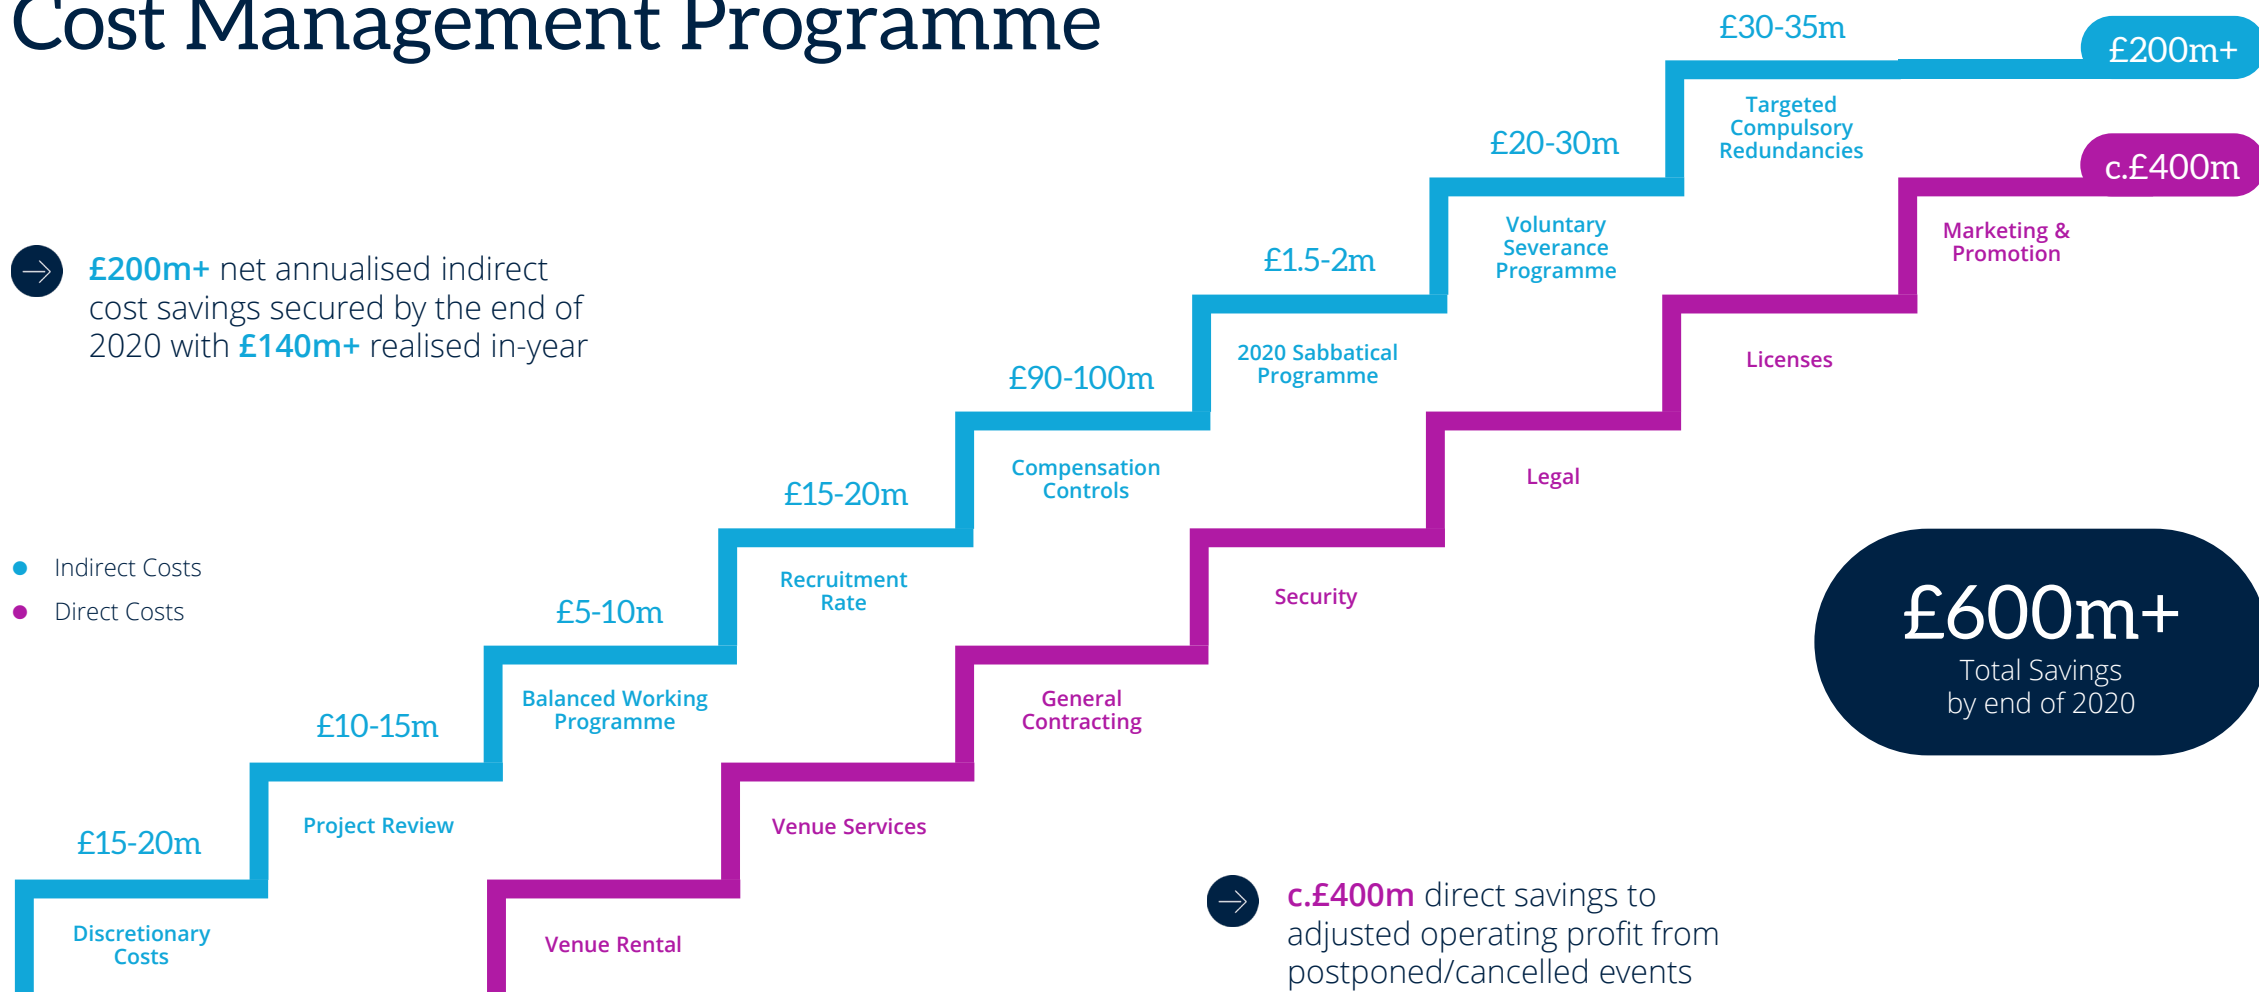 Cost Management Programme
£200m+ net annualised indirect
cost savings secured by the end of
2020 with £140m+ realised in-year
Indirect Costs
Direct Costs
£15-20m
Discretionary
Costs
£10-15m
Project Review
£5-10m
Balanced Working
Programme
£15-20m
Recruitment
Rate
£90-100m
Compensation
Controls
£1.5-2m
2020 Sabbatical
Programme
£20-30m
Voluntary
Severance
Programme
£30-35m
Targeted
Compulsory
Redundancies
£200m+
Venue Rental
Venue Services
General
Contracting
Security
Legal
Licenses
Marketing &
Promotion
c.£400m
£600m+
Total Savings
by end of 2020
c.£400m direct savings to
adjusted operating profit from
postponed/cancelled events